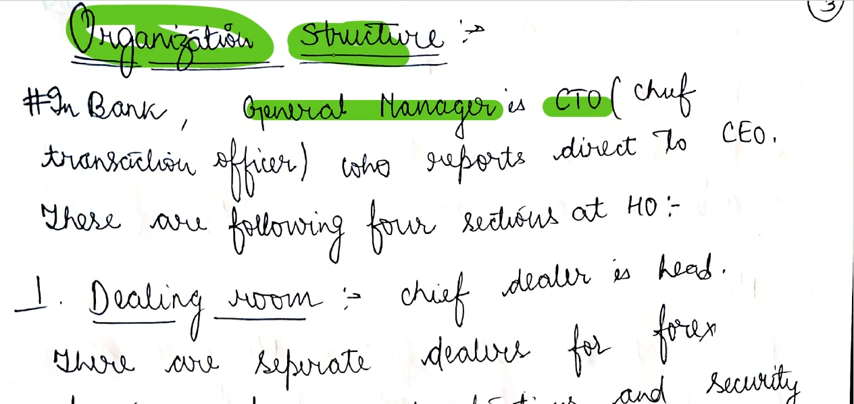 3
Organization Structure :→
#In Bank, General Manager is CTO (chief
transaction officer) who reports direct to CEO.
These are following four sections at HO :-
1. Dealing room :→ chief dealer is head.
There are seperate dealers for forex
and security